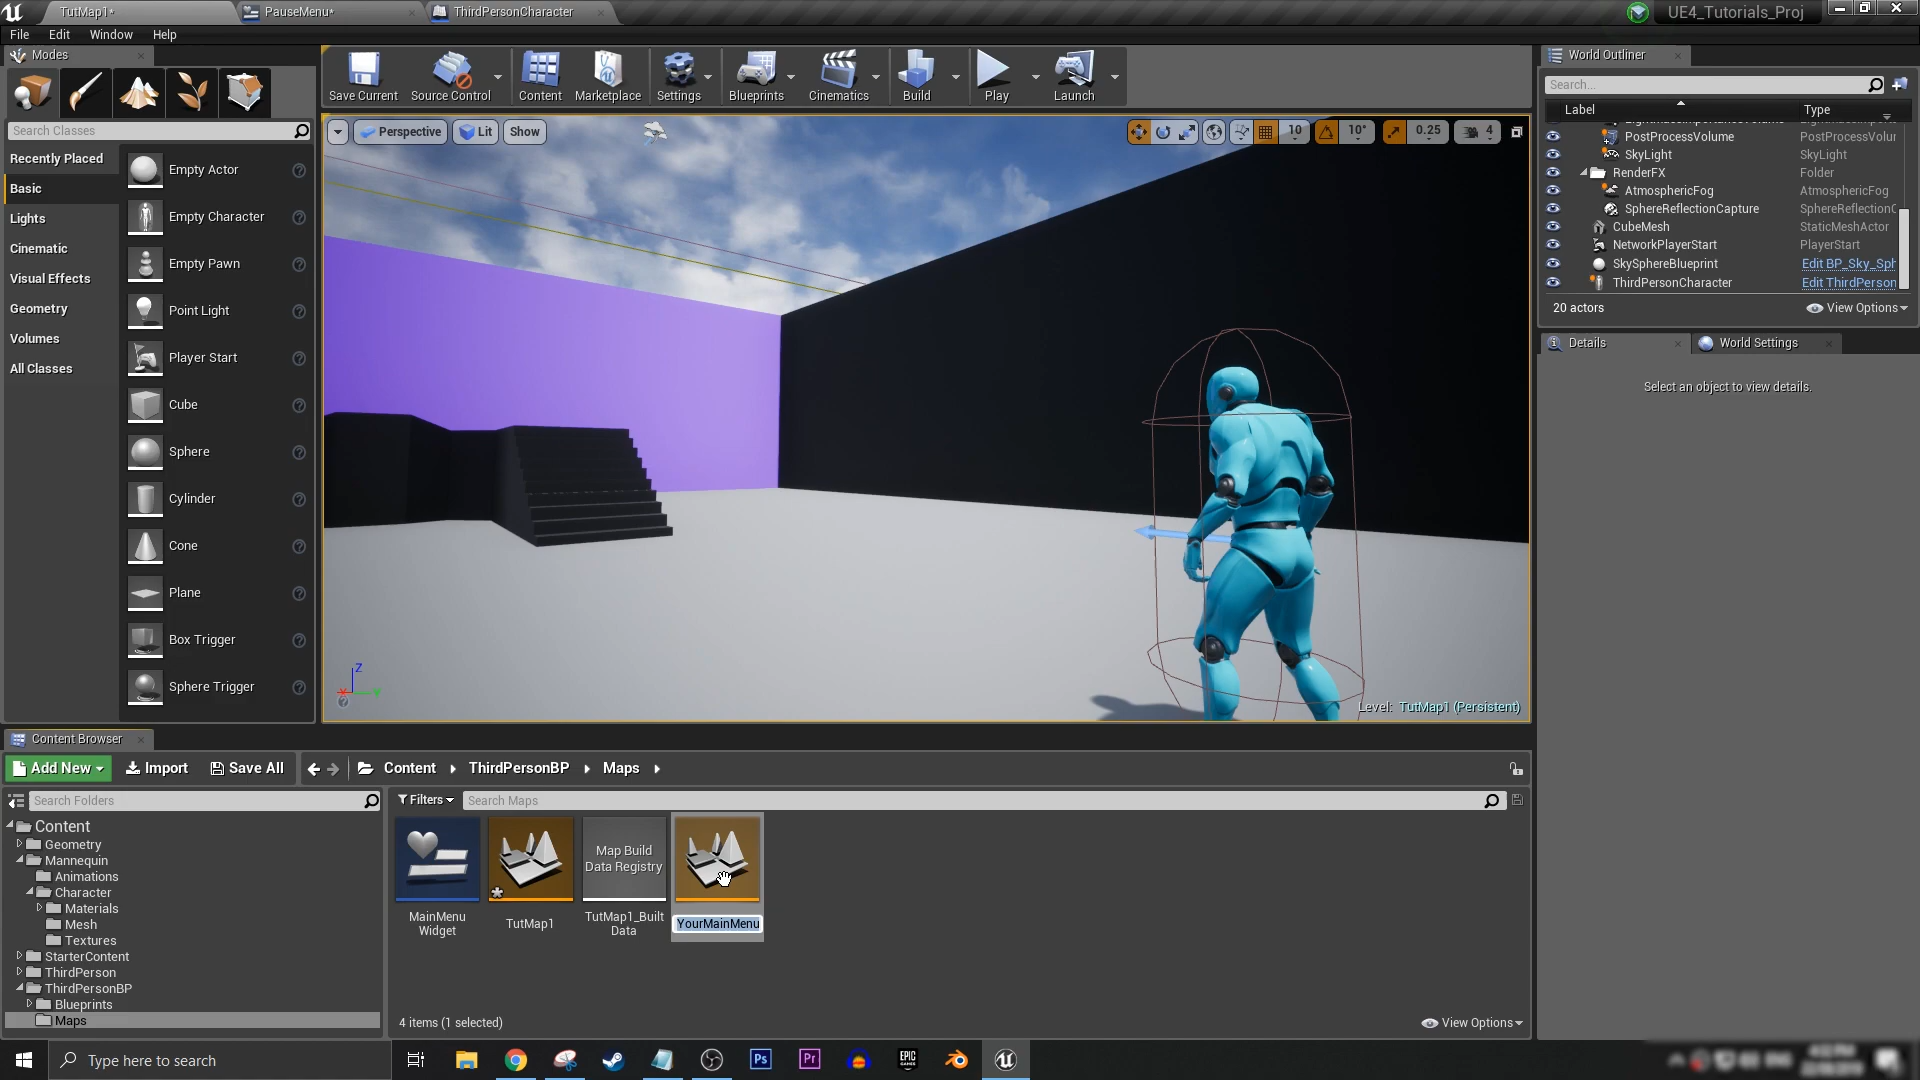 TutMap1*
PauseMenu*
ThirdPersonCharacter
UE4_Tutorials_Proj
File Edit Window Help
Modes
Search Classes
Recently Placed
Basic
Lights
Cinematic
Visual Effects
Geometry
Volumes
All Classes
Empty Actor
Empty Character
Empty Pawn
Point Light
Player Start
Cube
Sphere
Cylinder
Cone
Plane
Box Trigger
Sphere Trigger
Save Current
Source Control
Content
Marketplace
Settings
Blueprints
Cinematics
Build
Play
Launch
Perspective
Lit
Show
10
10°
0.25
4
Z
X
Y
Level: TutMap1 (Persistent)
World Outliner
Search...
Label Type
PostProcessVolume PostProcessVolur
SkyLight SkyLight
RenderFX Folder
AtmosphericFog AtmosphericFog
SphereReflectionCapture SphereReflectionC
CubeMesh StaticMeshActor
NetworkPlayerStart PlayerStart
SkySphereBlueprint Edit BP_Sky_Sph
ThirdPersonCharacter Edit ThirdPerson
20 actors
View Options
Details
World Settings
Select an object to view details.
Content Browser
Add New
Import
Save All
Content
ThirdPersonBP
Maps
Search Folders
Content
Geometry
Mannequin
Animations
Character
Materials
Mesh
Textures
StarterContent
ThirdPerson
ThirdPersonBP
Blueprints
Maps
Filters
Search Maps
MainMenu
Widget
TutMap1
Map Build
Data Registry
TutMap1_Built
Data
YourMainMenu
4 items (1 selected)
View Options
Type here to search
Ps
Pr
EPIC
GAMES